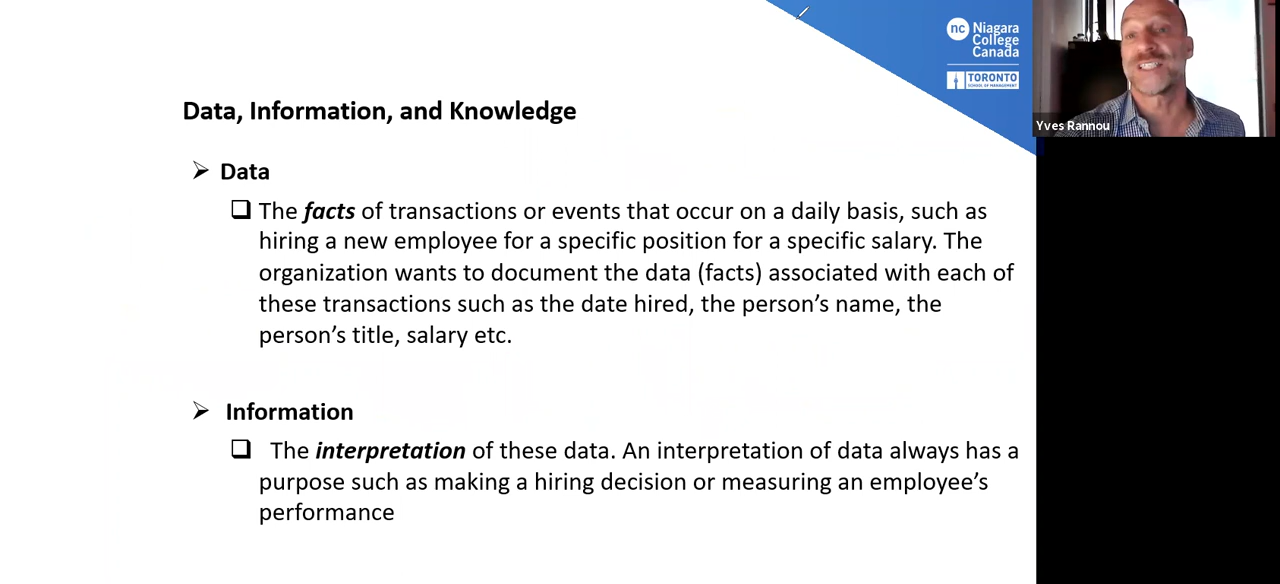 nc Niagara
College
Canada
TORONTO
SCHOOL OF MANAGEMENT
Yves Rannou
Data, Information, and Knowledge
➢ Data
❑ The facts of transactions or events that occur on a daily basis, such as
hiring a new employee for a specific position for a specific salary. The
organization wants to document the data (facts) associated with each of
these transactions such as the date hired, the person’s name, the
person’s title, salary etc.
➢ Information
❑ The interpretation of these data. An interpretation of data always has a
purpose such as making a hiring decision or measuring an employee’s
performance